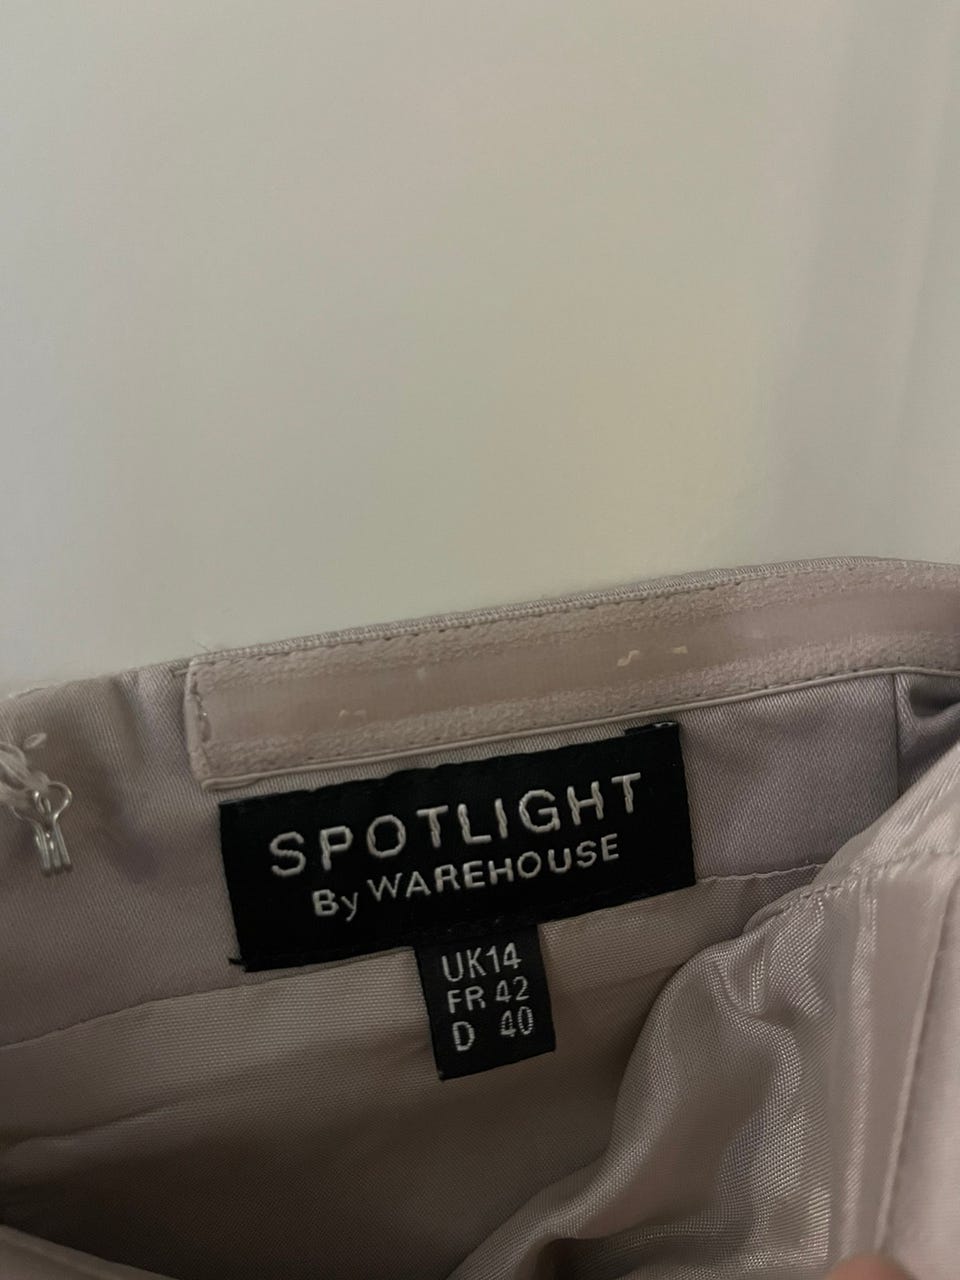 SPOTLIGHT
By WAREHOUSE
UK14
FR 42
D 40